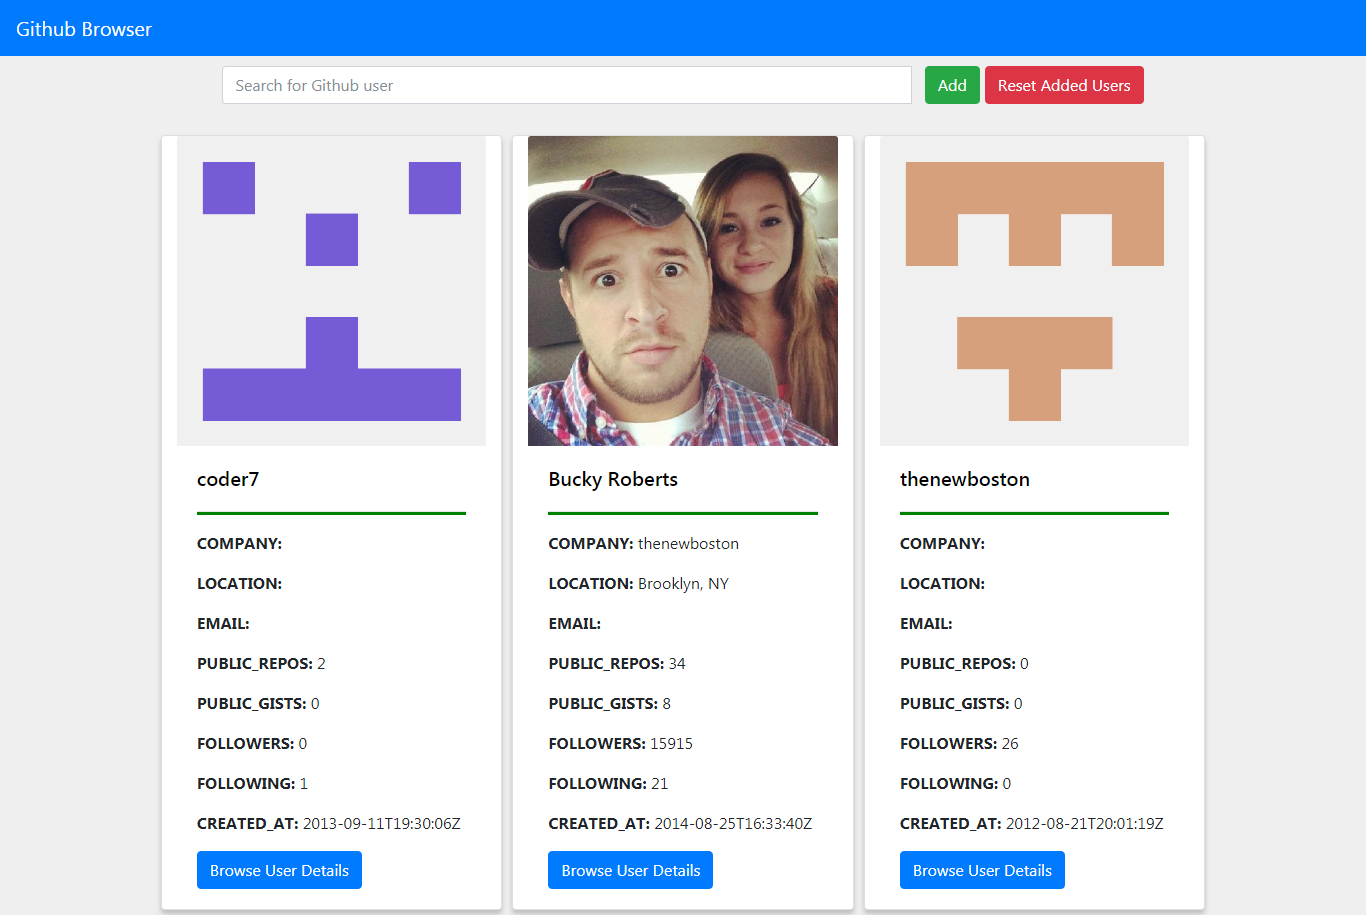 Github Browser
Search for Github user
Add
Reset Added Users
coder7
COMPANY:
LOCATION:
EMAIL:
PUBLIC_REPOS: 2
PUBLIC_GISTS: 0
FOLLOWERS: 0
FOLLOWING: 1
CREATED_AT: 2013-09-11T19:30:06Z
Browse User Details
Bucky Roberts
COMPANY: thenewboston
LOCATION: Brooklyn, NY
EMAIL:
PUBLIC_REPOS: 34
PUBLIC_GISTS: 8
FOLLOWERS: 15915
FOLLOWING: 21
CREATED_AT: 2014-08-25T16:33:40Z
Browse User Details
thenewboston
COMPANY:
LOCATION:
EMAIL:
PUBLIC_REPOS: 0
PUBLIC_GISTS: 0
FOLLOWERS: 26
FOLLOWING: 0
CREATED_AT: 2012-08-21T20:01:19Z
Browse User Details